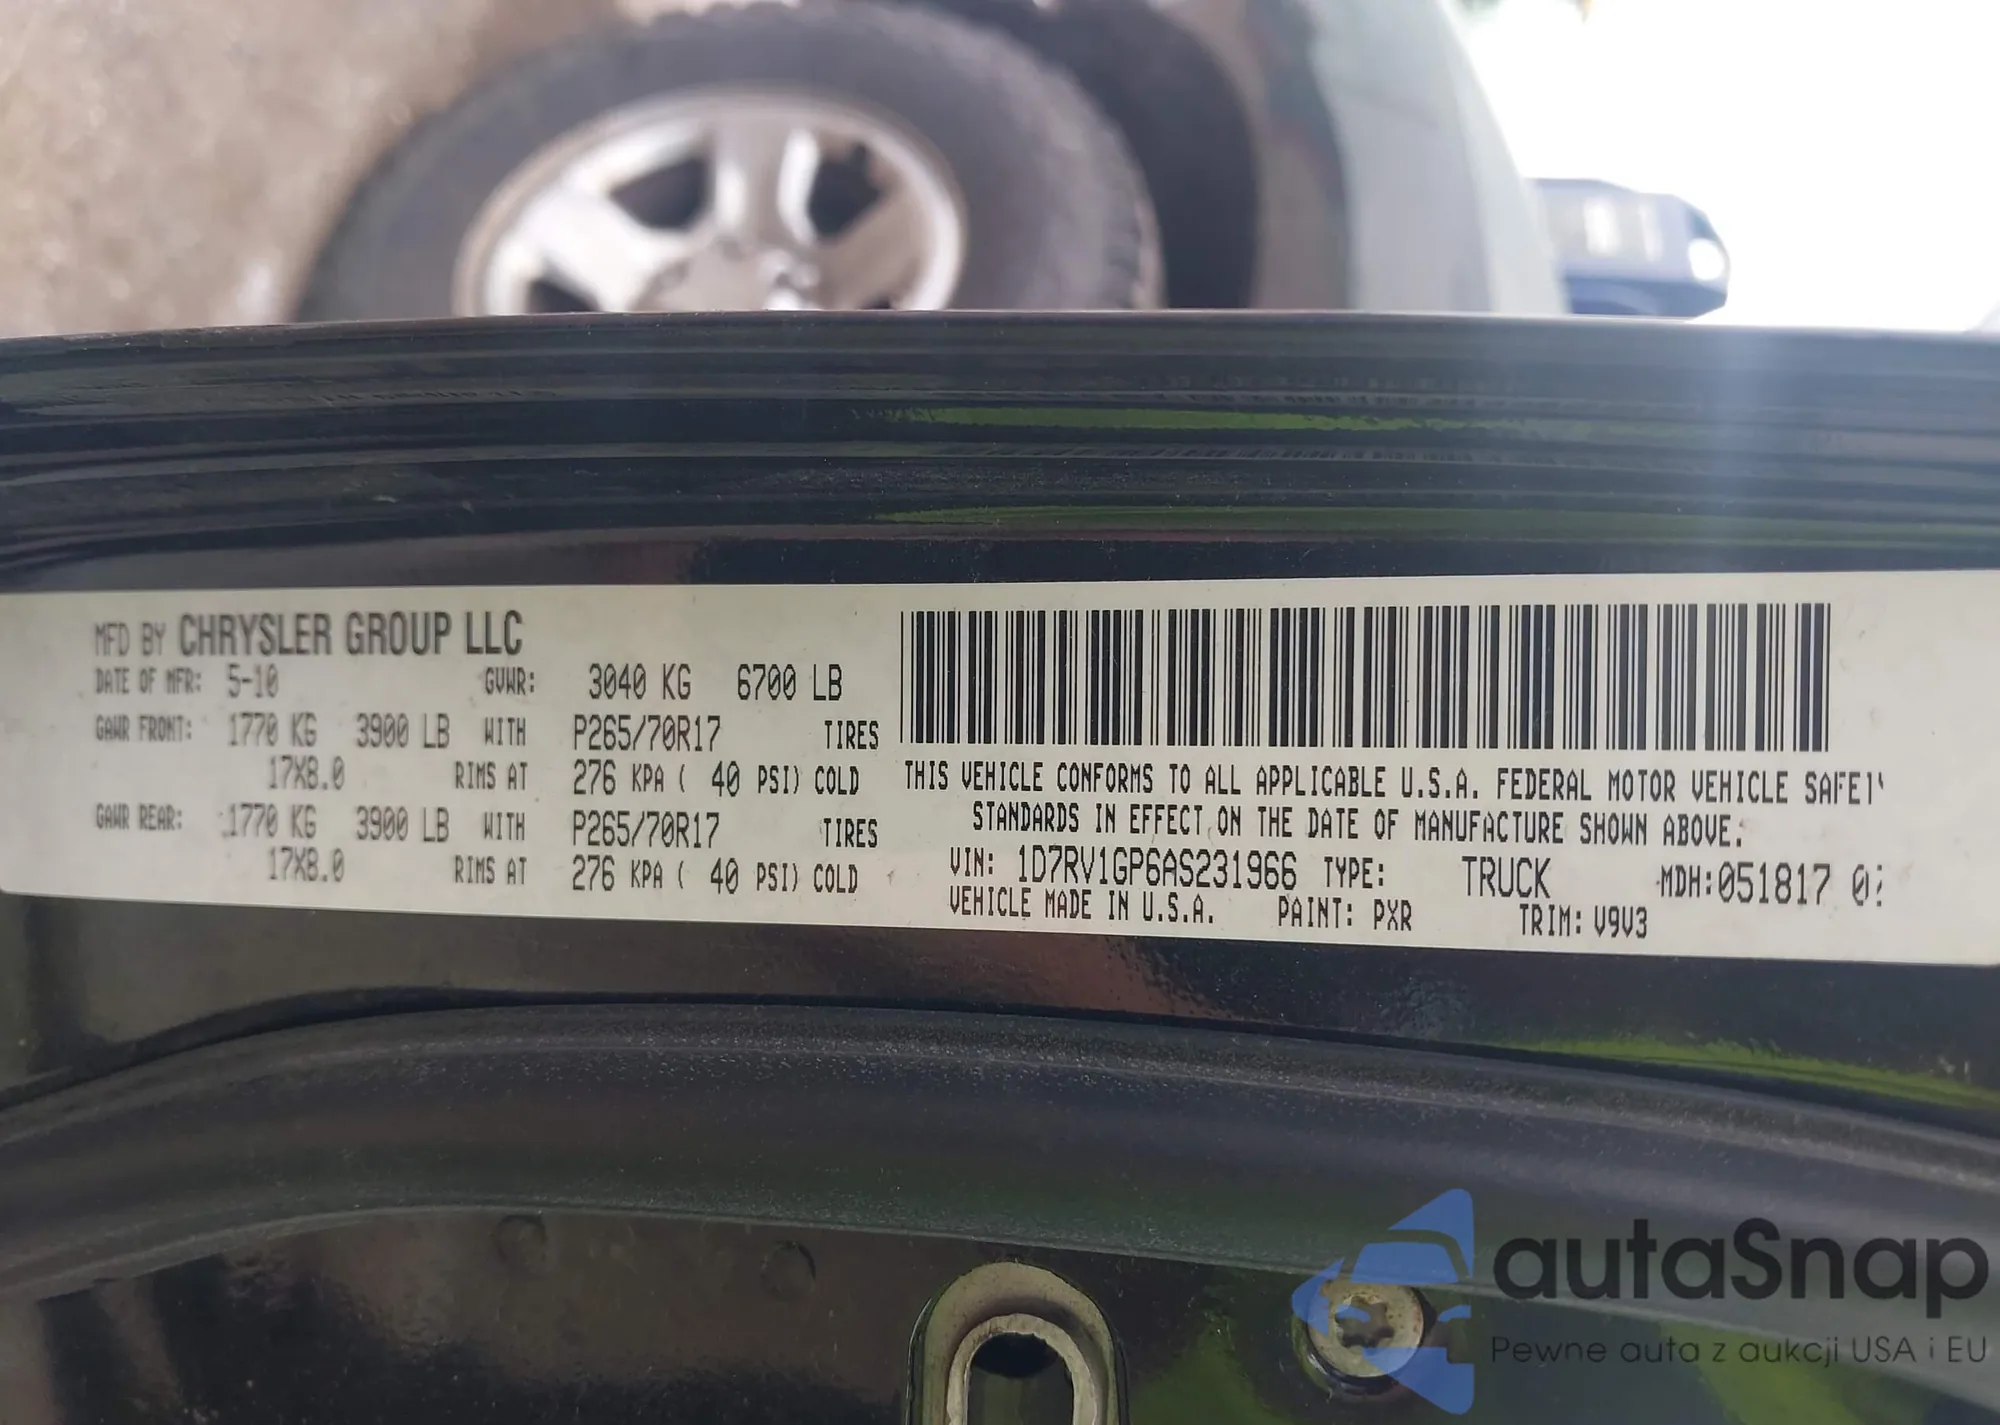 MFD BY CHRYSLER GROUP LLC
DATE OF MFR: 5-10 GVWR: 3040 KG 6700 LB
GAWR FRONT: 1770 KG 3900 LB WITH P265/70R17 TIRES
17X8.0 RIMS AT 276 KPA ( 40 PSI) COLD
GAWR REAR: 1770 KG 3900 LB WITH P265/70R17 TIRES
17X8.0 RIMS AT 276 KPA ( 40 PSI) COLD
THIS VEHICLE CONFORMS TO ALL APPLICABLE U.S.A. FEDERAL MOTOR VEHICLE
STANDARDS IN EFFECT ON THE DATE OF MANUFACTURE SHOWN ABOVE.
VIN: 1D7RV1GP6AS231966 TYPE: TRUCK MDH:051817
VEHICLE MADE IN U.S.A. PAINT: PXR TRIM: V9V3
autaSnap
Pewne auta z aukcji USA i EU